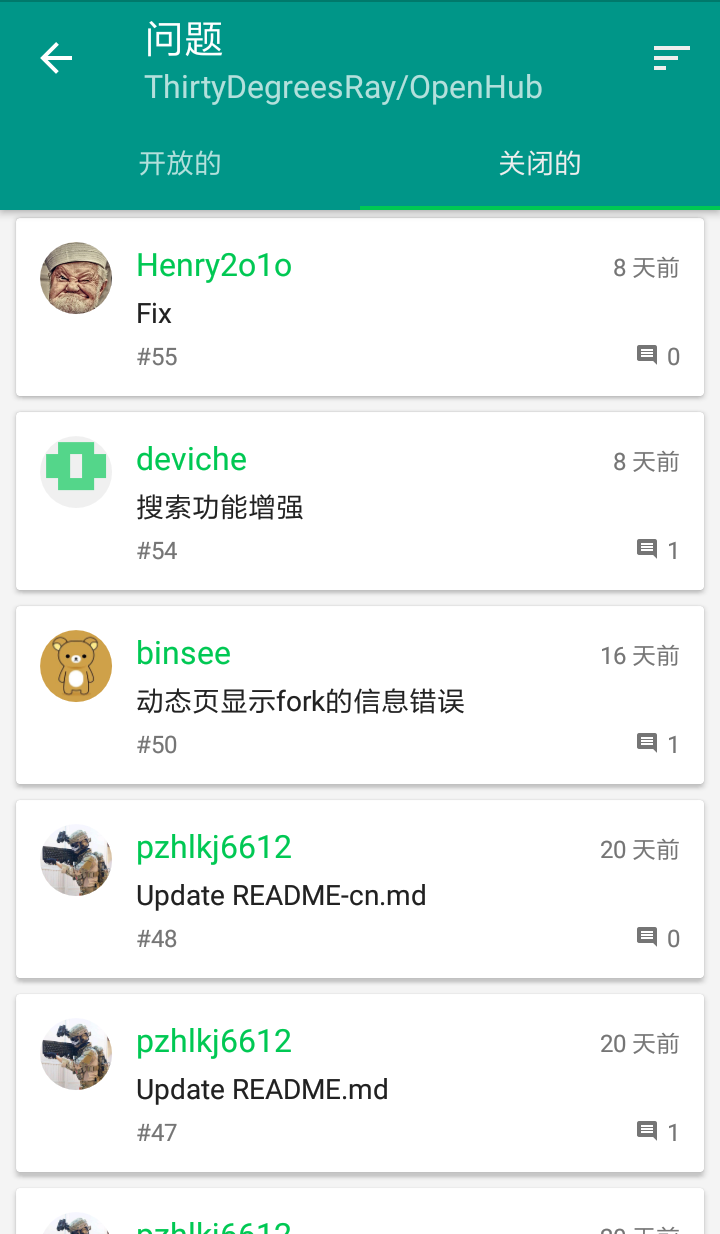 问题
ThirtyDegreesRay/OpenHub
开放的
关闭的
Henry2o1o
8 天前
Fix
#55
0
deviche
8 天前
搜索功能增强
#54
1
binsee
16 天前
动态页显示fork的信息错误
#50
1
pzhlkj6612
20 天前
Update README-cn.md
#48
0
pzhlkj6612
20 天前
Update README.md
#47
1
pzhlkj6612